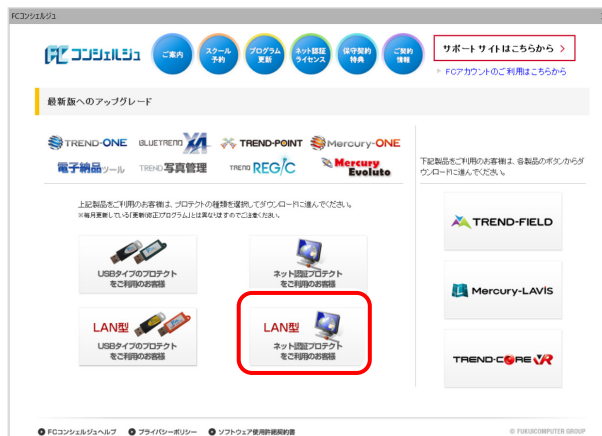 FCコンシェルジュ
FCコンシェルジュ
ご案内
スクール
予約
プログラム
更新
ネット認証
ライセンス
保守契約
特典
ご契約
情報
サポートサイトはこちらから >
FCアカウントのご利用はこちらから
最新版へのアップグレード
TREND-ONE BLUETREND XA TREND-POINT Mercury-ONE
電子納品ツール TREND写真管理 TREND REG/C Mercury Evoluto
上記製品をご利用のお客様は、プロテクトの種類を選択してダウンロードに進んでください。
※毎月更新している「更新(修正)プログラム」とは異なりますのでご注意ください。
USBタイプのプロテクト
をご利用のお客様
ネット認証プロテクト
をご利用のお客様
LAN型
USBタイプのプロテクト
をご利用のお客様
LAN型
ネット認証プロテクト
をご利用のお客様
下記製品をご利用のお客様は、各製品のボタンからダ
ウンロードに進んでください。
TREND-FIELD
Mercury-LAVIS
TREND-CORE VR
FCコンシェルジュヘルプ プライバシーポリシー ソフトウェア使用許諾契約書
© FUKUICOMPUTER GROUP